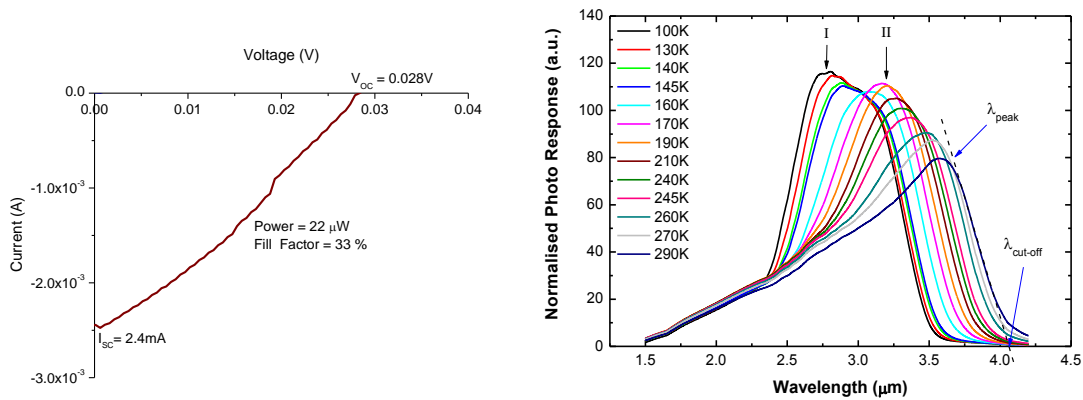 Voltage (V)
V_OC = 0.028V
0.00
0.01
0.02
0.03
0.04
0.0
-1.0x10⁻³
-2.0x10⁻³
-3.0x10⁻³
Current (A)
Power = 22 μW
Fill Factor = 33 %
I_SC = 2.4mA
Normalised Photo Response (a.u.)
140
120
100
80
60
40
20
0
100K
130K
140K
145K
160K
170K
190K
210K
240K
245K
260K
270K
290K
I
II
λ_peak
λ_cut-off
1.5
2.0
2.5
3.0
3.5
4.0
4.5
Wavelength (μm)